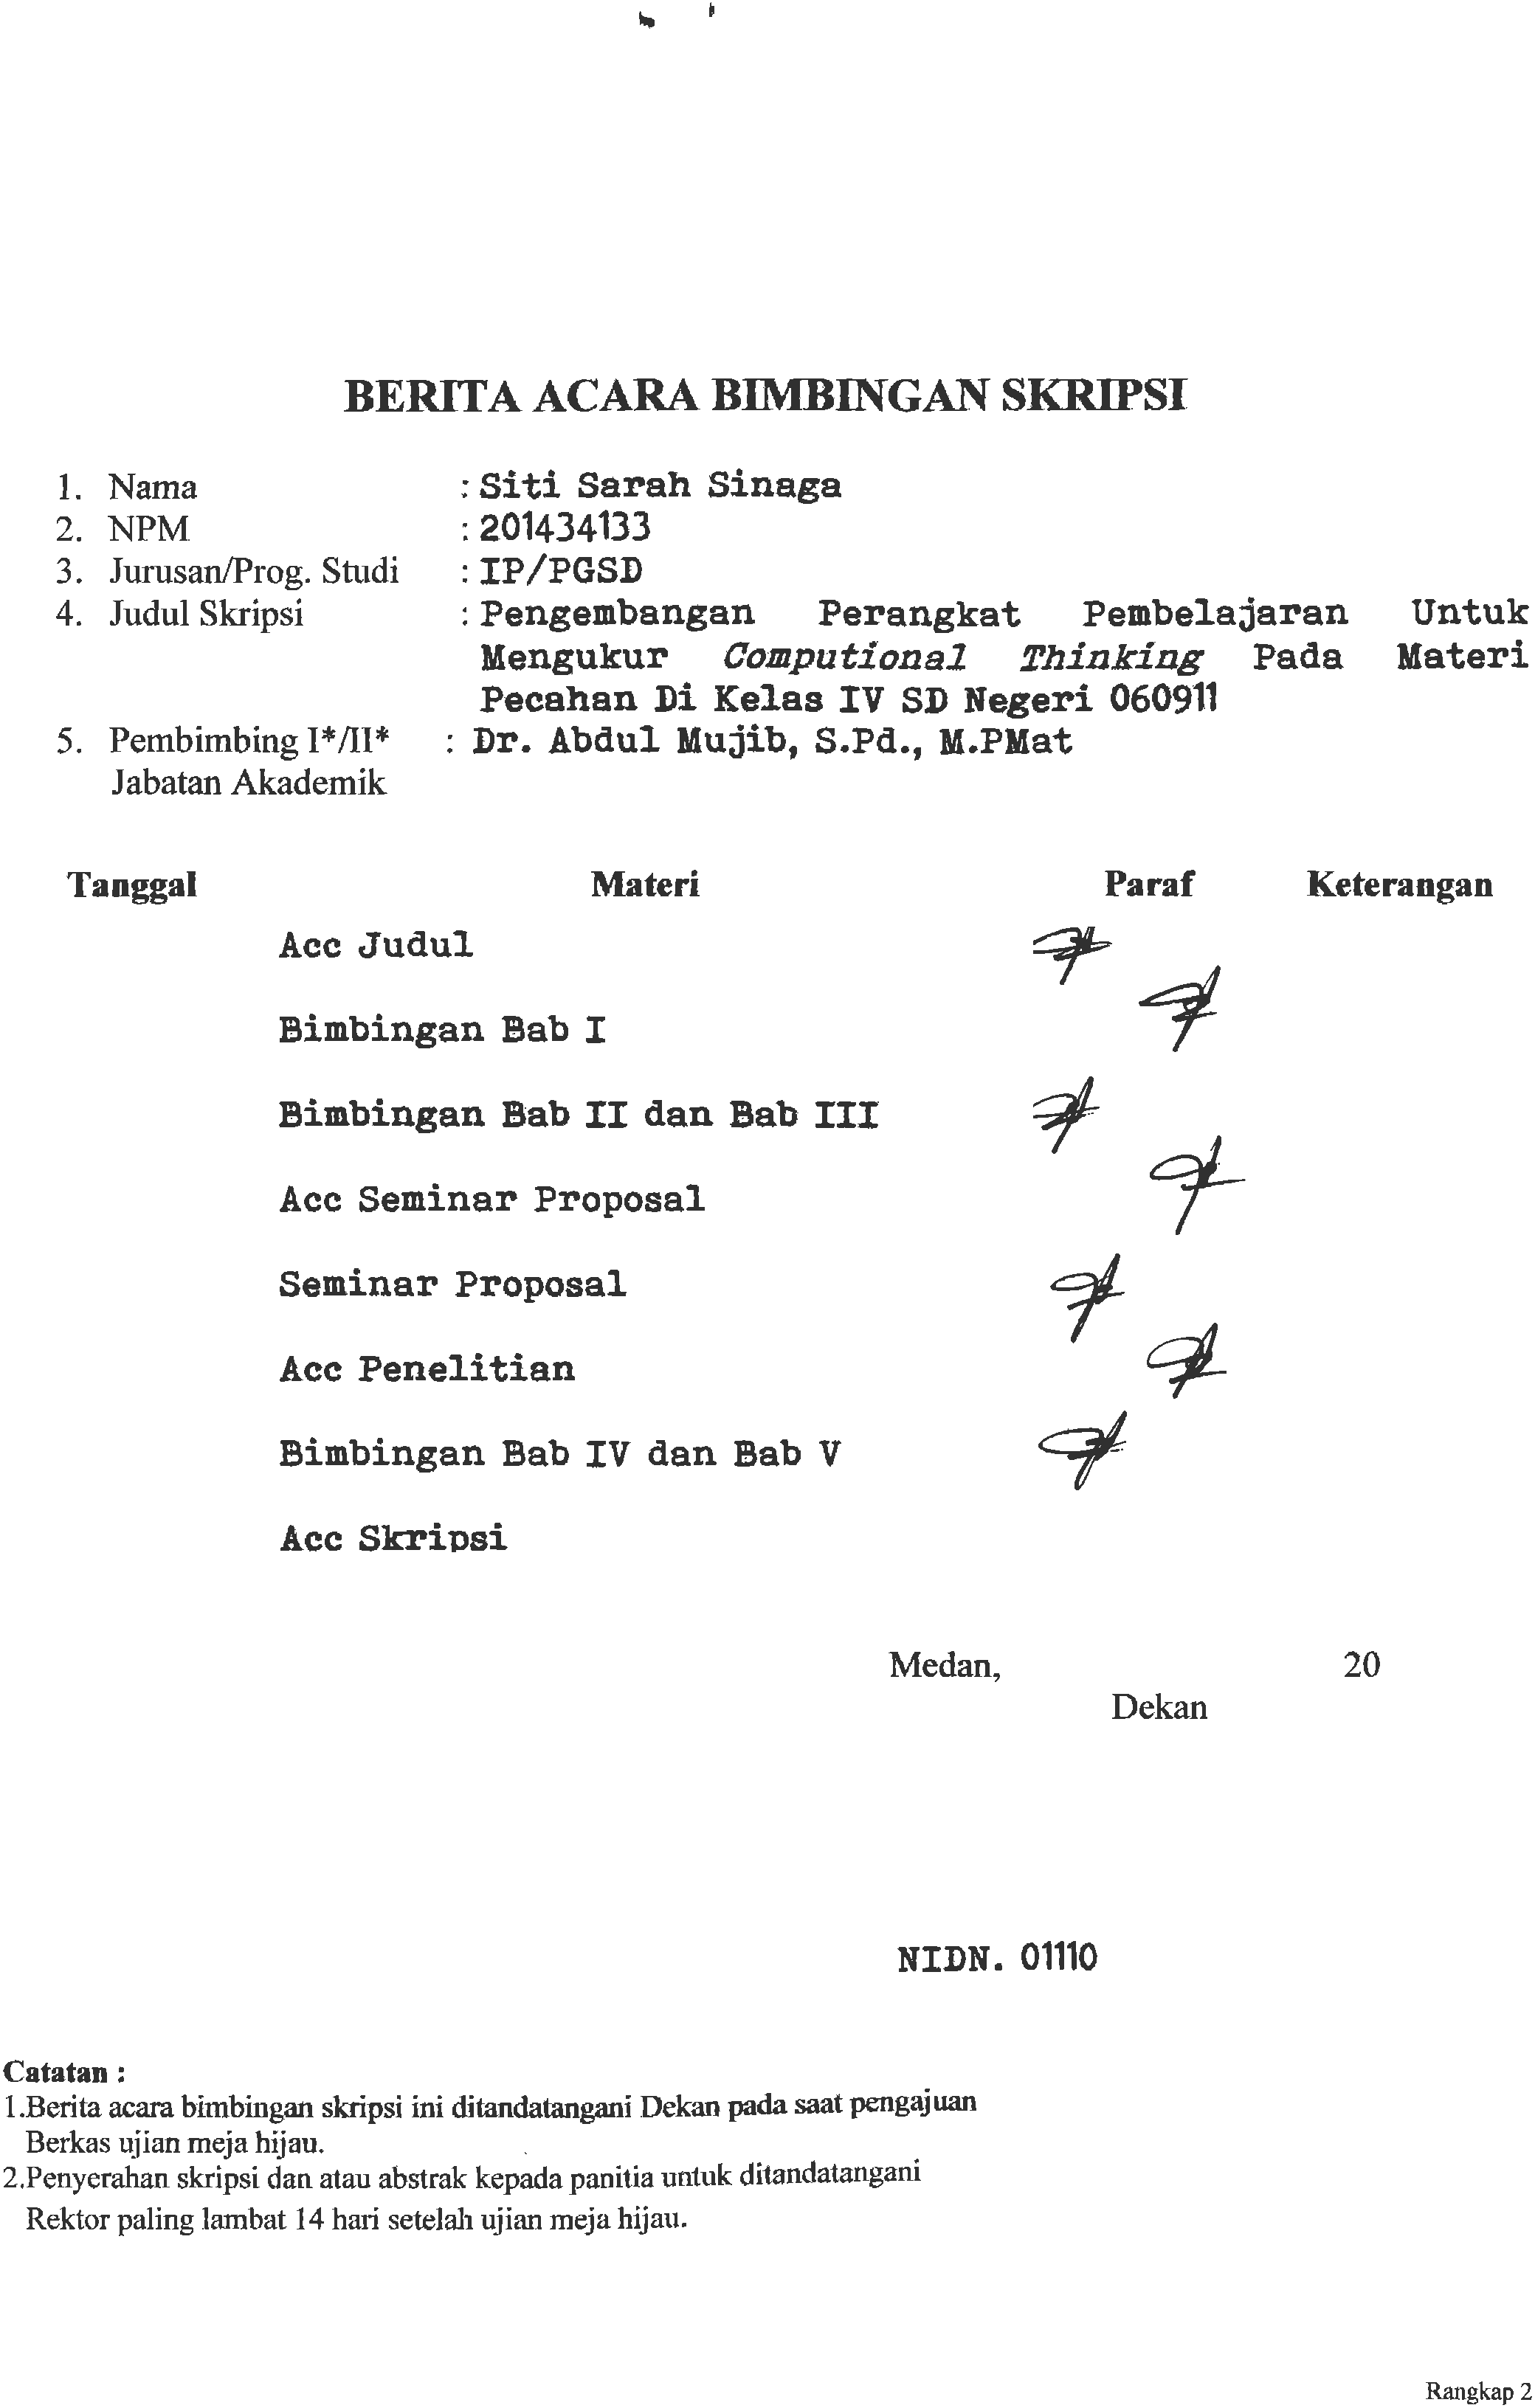 BERITA ACARA BIMBINGAN SKRIPSI
1. Nama : Siti Sarah Sinaga
2. NPM : 201434133
3. Jurusan/Prog. Studi : IP/PGSD
4. Judul Skripsi : Pengembangan Perangkat Pembelajaran Untuk
Mengukur Computional Thinking Pada Materi
Pecahan Di Kelas IV SD Negeri 060911
5. Pembimbing I*/II* : Dr. Abdul Mujib, S.Pd., M.PMat
Jabatan Akademik
Tanggal Materi Paraf Keterangan
Acc Judul
Bimbingan Bab I
Bimbingan Bab II dan Bab III
Acc Seminar Proposal
Seminar Proposal
Acc Penelitian
Bimbingan Bab IV dan Bab V
Acc Skripsi
Medan, 20
Dekan
NIDN. 01110
Catatan :
1.Berita acara bimbingan skripsi ini ditandatangani Dekan pada saat pengajuan
Berkas ujian meja hijau.
2.Penyerahan skripsi dan atau abstrak kepada panitia untuk ditandatangani
Rektor paling lambat 14 hari setelah ujian meja hijau.
Rangkap 2